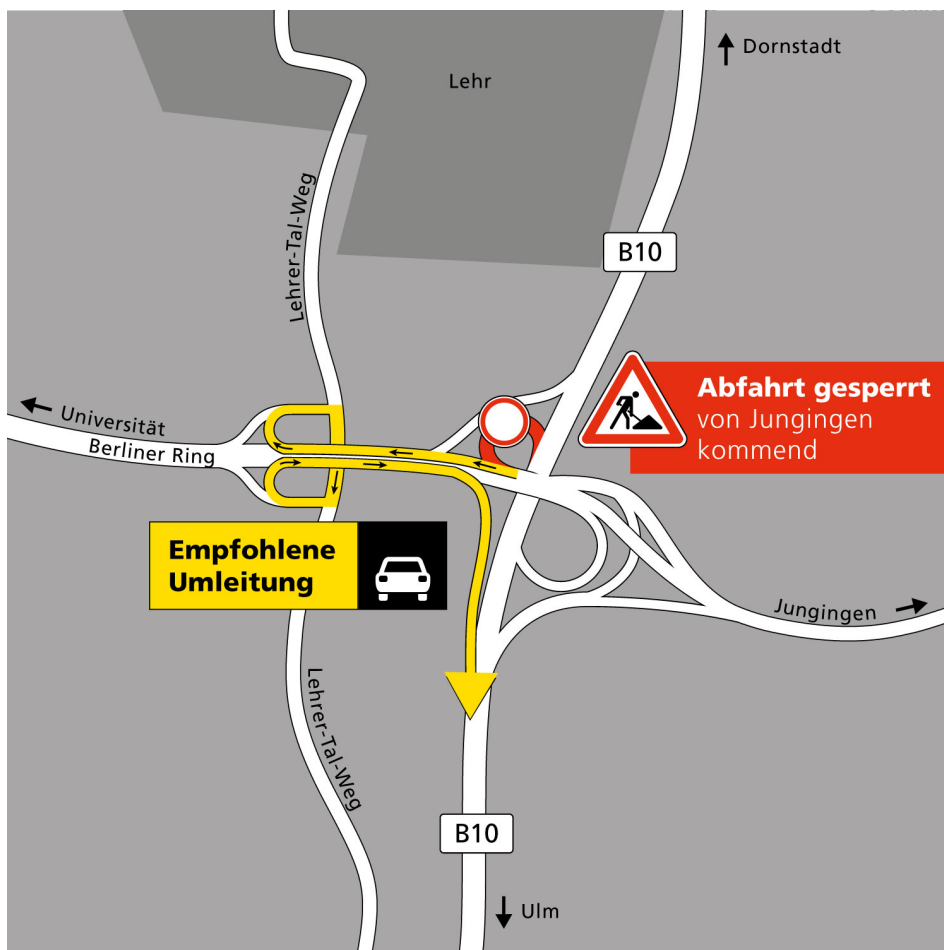 Dornstadt
Lehr
Lehrer-Tal-Weg
B10
Abfahrt gesperrt
von Jungingen
kommend
Universität
Berliner Ring
Empfohlene
Umleitung
Jungingen
Lehrer-Tal-Weg
B10
Ulm